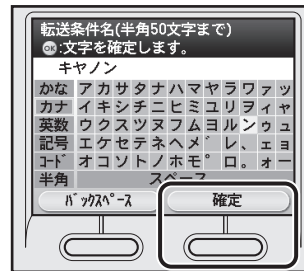 転送条件名(半角50文字まで)
OK:文字を確定します。
キヤノン
かな アカサタナハマヤラワァッ
カナ イキシチニヒミユリヲィャ
英数 ウクスツヌフムヨルンゥュ
記号 エケセテネヘメ゛レ、ェョ
コード オコソトノホモ゜ロ。ォー
半角 スペース
バックスペース 確定